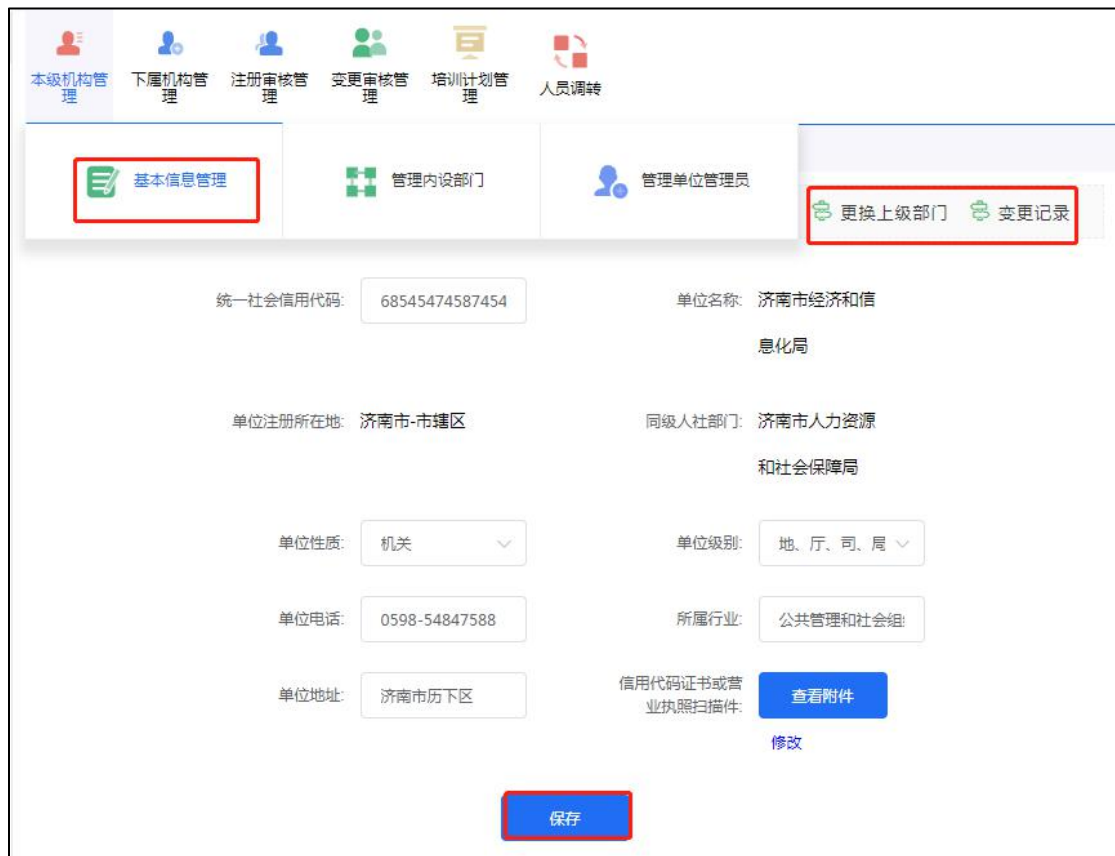 本级机构管
理
下属机构管
理
注册审核管
理
变更审核管
理
培训计划管
理
人员调转
基本信息管理
管理内设部门
管理单位管理员
更换上级部门
变更记录
统一社会信用代码:
68545474587454
单位名称:
济南市经济和信
息化局
单位注册所在地:
济南市-市辖区
同级人社部门:
济南市人力资源
和社会保障局
单位性质:
机关
单位级别:
地、厅、司、局
单位电话:
0598-54847588
所属行业:
公共管理和社会组
单位地址:
济南市历下区
信用代码证书或营
业执照扫描件:
查看附件
修改
保存